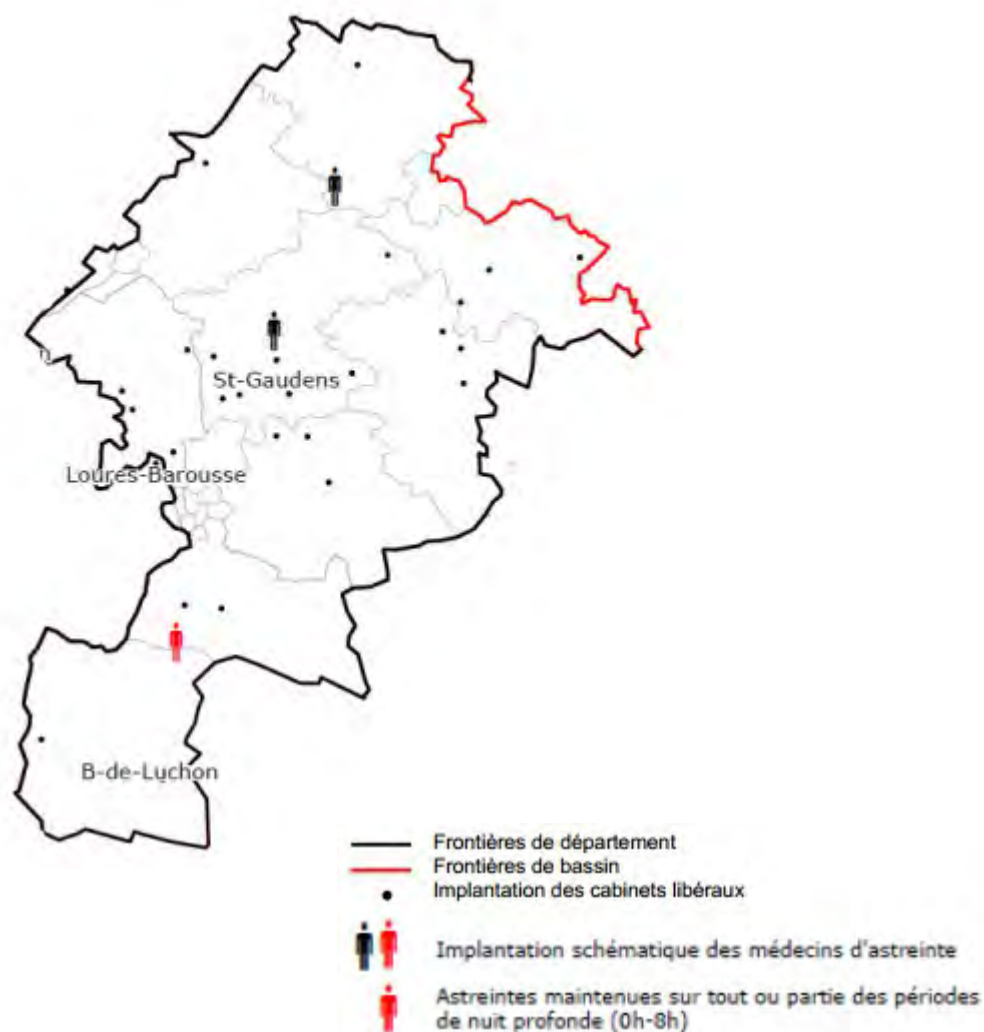 St-Gaudens
Loures-Barousse
B-de-Luchon
Frontières de département
Frontières de bassin
Implantation des cabinets libéraux
Implantation schématique des médecins d'astreinte
Astreintes maintenues sur tout ou partie des périodes
de nuit profonde (0h-8h)